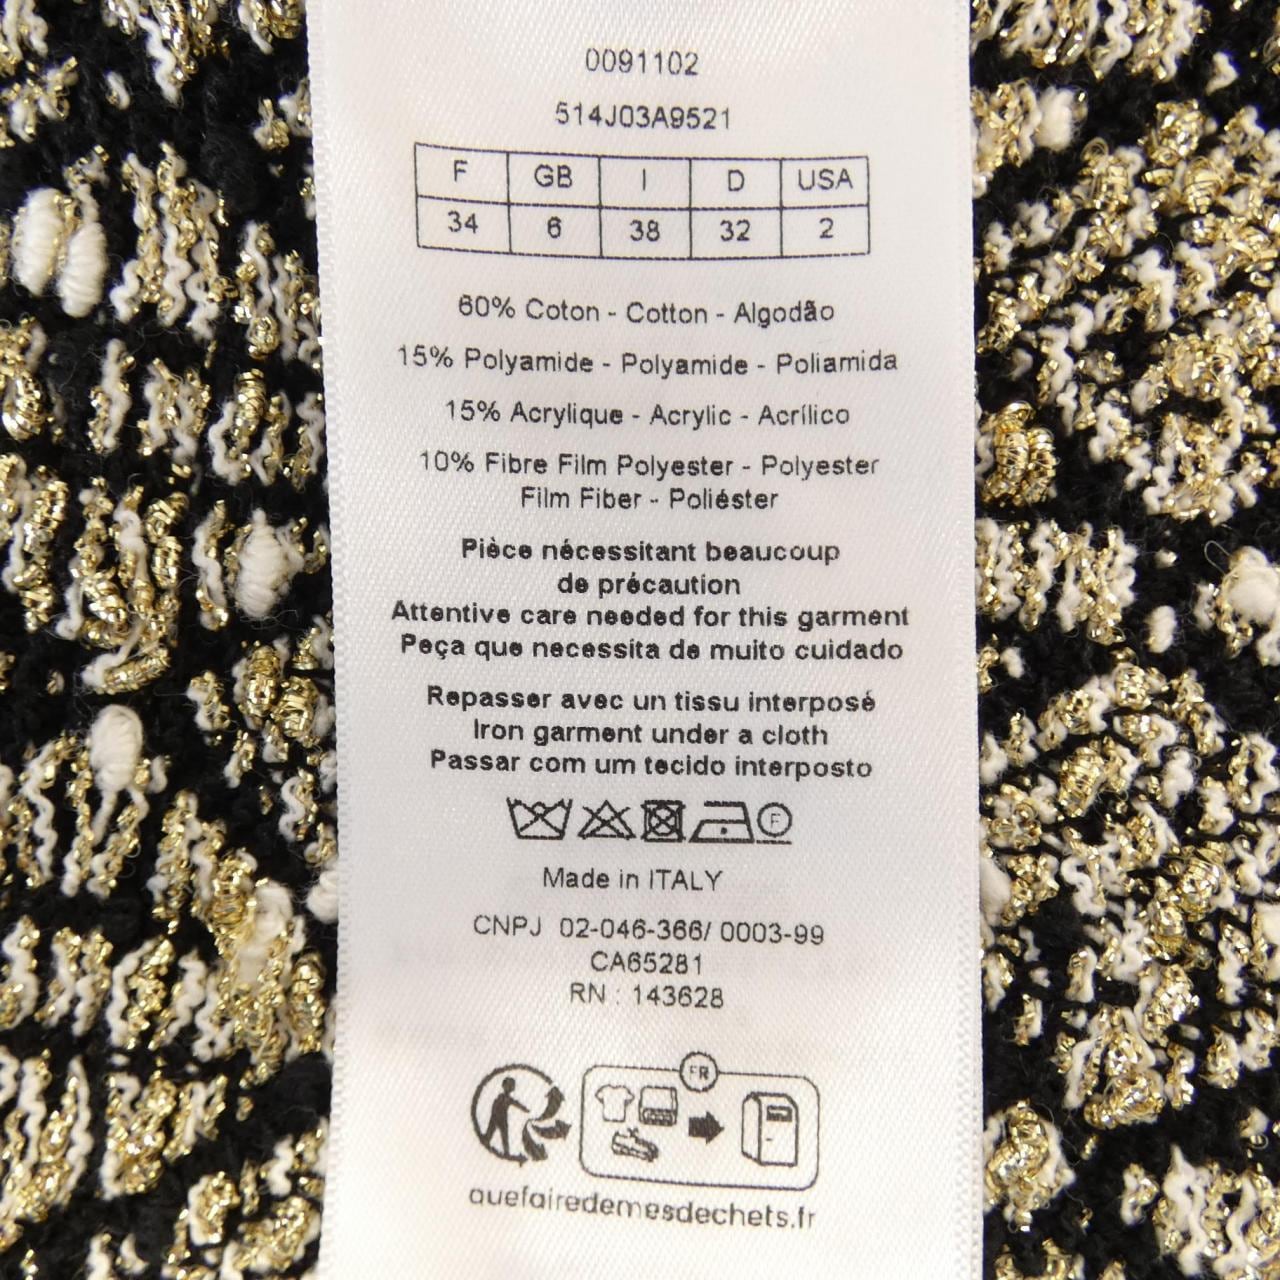 0091102
514J03A9521
F GB I D USA
34 6 38 32 2
60% Coton - Cotton - Algodão
15% Polyamide - Polyamide - Poliamida
15% Acrylique - Acrylic - Acrílico
10% Fibre Film Polyester - Polyester
Film Fiber - Poliéster
Pièce nécessitant beaucoup
de précaution
Attentive care needed for this garment
Peça que necessita de muito cuidado
Repasser avec un tissu interposé
Iron garment under a cloth
Passar com um tecido interposto
F
Made in ITALY
CNPJ 02-046-366/ 0003-99
CA65281
RN : 143628
FR
quefairedemesdechets.fr